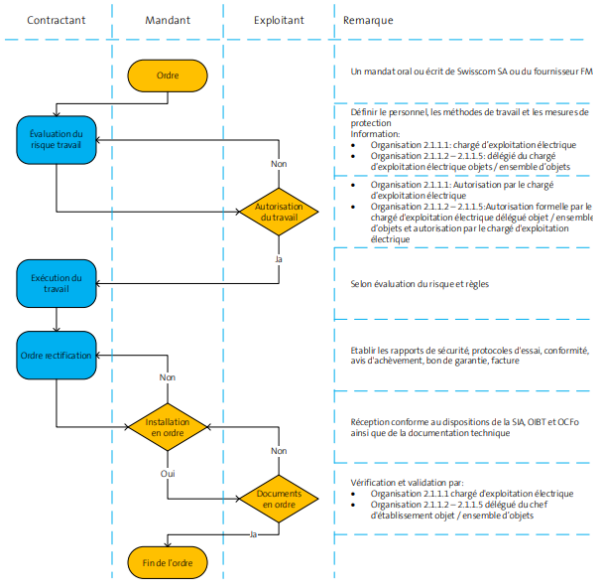 Contractant Mandant Exploitant Remarque
Ordre
Un mandat oral ou écrit de Swisscom SA ou du fournisseur FM
Évaluation du
risque travail
Définir le personnel, les méthodes de travail et les mesures de
protection
Information:
• Organisation 2.1.1.1: chargé d'exploitation électrique
• Organisation 2.1.1.2 – 2.1.1.5: délégié du chargé
d'exploitation électrique objets / ensemble d'objets
Non
Autorisation
du travail
• Organisation 2.1.1.1: Autorisation par le chargé
d'exploitation électrique
• Organisation 2.1.1.2 – 2.1.1.5:Autorisation formelle par le
chargé d'exploitation électrique délégué objet / ensemble
d'objets et autorisation par le chargé d'exploitation
électrique
Ja
Exécution du
travail
Selon évaluation du risque et règles
Ordre rectification
Etablir les rapports de sécurité, protocoles d'essai, conformité,
avis d'achèvement, bon de garantie, facture
Non
Installation
en ordre
Réception conforme au dispositions de la SIA, OIBT et OCFo
ainsi que de la documentation technique
Non
Oui
Documents
en ordre
Vérification et validation par:
• Organisation 2.1.1.1 chargé d'exploitation électrique
• Organisation 2.1.1.2 – 2.1.1.5 délégué du chef
d'établissement objet / ensemble d'objets
Ja
Fin de l'ordre